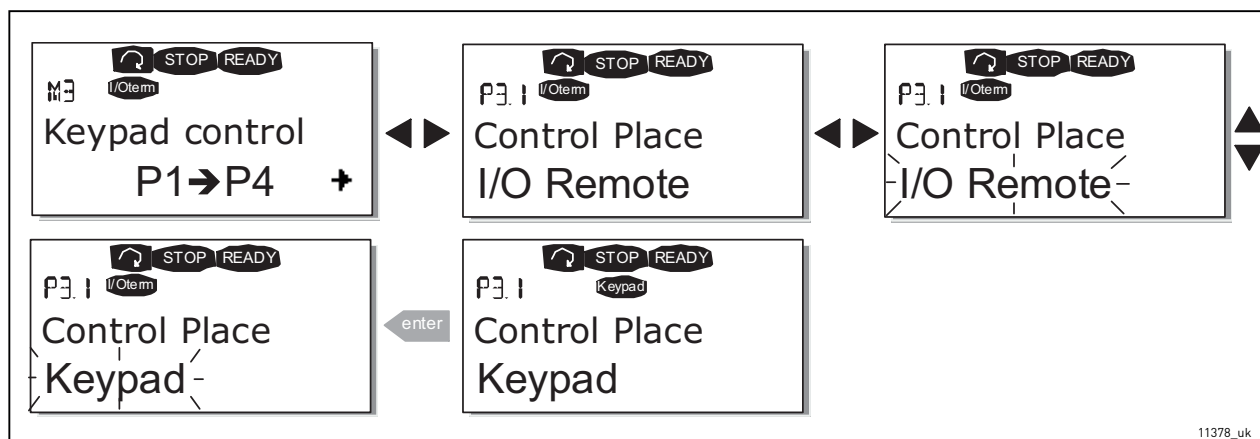 STOP READY
M3 I/Oterm
Keypad control
P1➔P4
STOP READY
P3.1 I/Oterm
Control Place
I/O Remote
STOP READY
P3.1 I/Oterm
Control Place
I/O Remote
STOP READY
P3.1 I/Oterm
Control Place
Keypad
enter
STOP READY
P3.1 Keypad
Control Place
Keypad
11378_uk